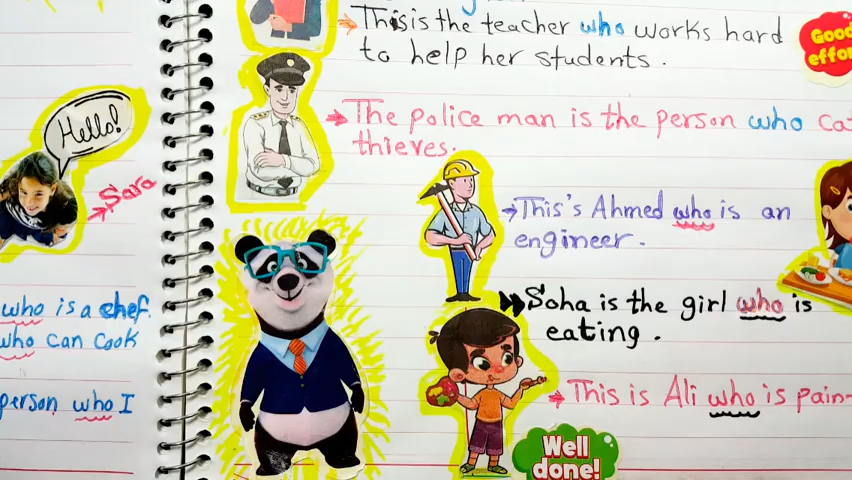 Hello!
Sara
who is a chef.
who can cook
person who I
This is the teacher who works hard
to help her students.
Good
effort
The police man is the person who
thieves.
This's Ahmed who is an
engineer.
Soha is the girl who is
eating.
This is Ali who is pain-
Well
done!